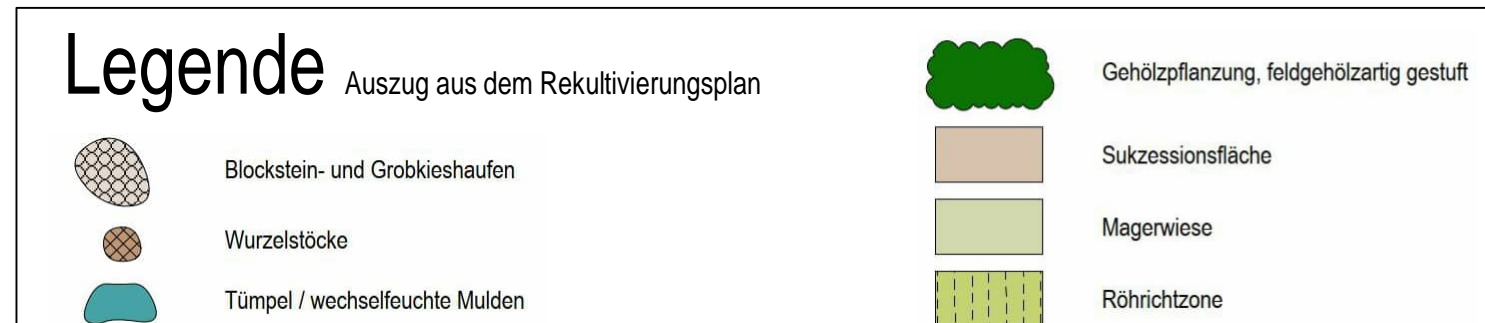 Legende Auszug aus dem Rekultivierungsplan
Blockstein- und Grobkieshaufen
Wurzelstöcke
Tümpel / wechselfeuchte Mulden
Gehölzpflanzung, feldgehölzartig gestuft
Sukzessionsfläche
Magerwiese
Röhrichtzone